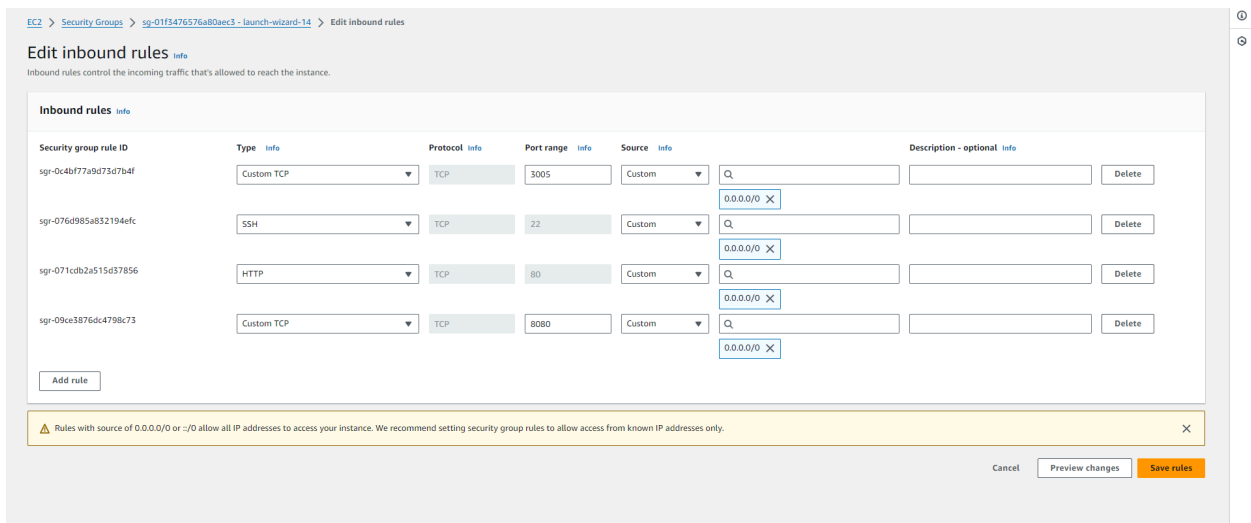 EC2 > Security Groups > sg-01f3476576a80aec3 - launch-wizard-14 > Edit inbound rules
Edit inbound rules Info
Inbound rules control the incoming traffic that's allowed to reach the instance.
Inbound rules Info
Security group rule ID Type Info Protocol Info Port range Info Source Info Description - optional Info
sgr-0c4bf77a9d73d7b4f Custom TCP TCP 3005 Custom Delete
0.0.0.0/0
sgr-076d985a832194efc SSH TCP 22 Custom Delete
0.0.0.0/0
sgr-071cdb2a515d37856 HTTP TCP 80 Custom Delete
0.0.0.0/0
sgr-09ce3876dc4798c73 Custom TCP TCP 8080 Custom Delete
0.0.0.0/0
Add rule
Rules with source of 0.0.0.0/0 or ::/0 allow all IP addresses to access your instance. We recommend setting security group rules to allow access from known IP addresses only.
Cancel Preview changes Save rules